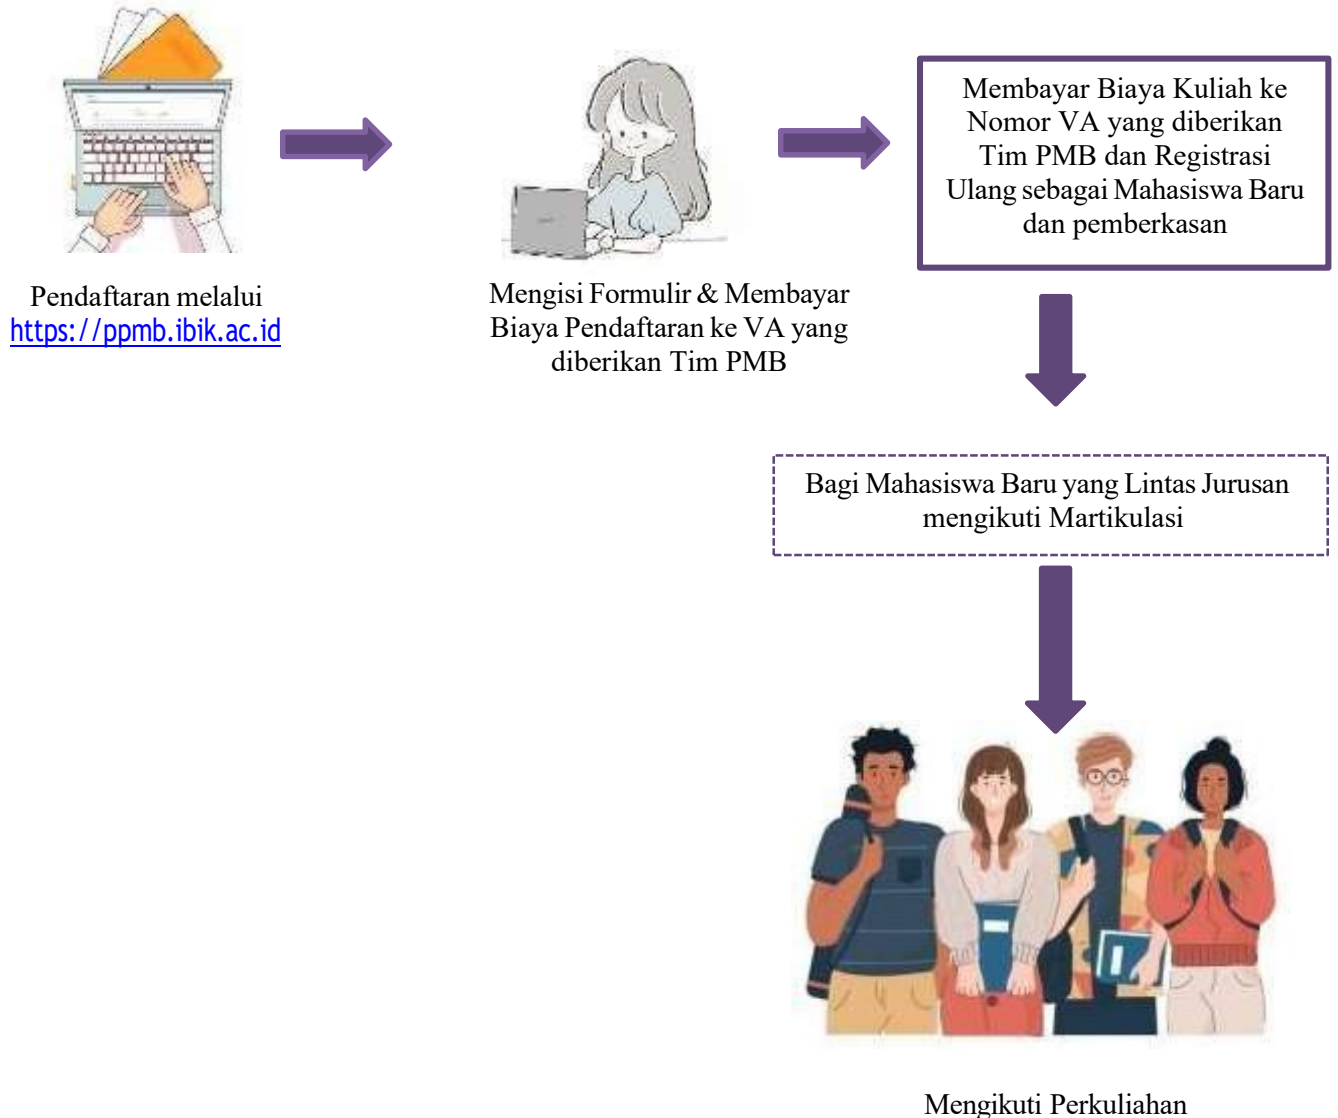 Pendaftaran melalui
https://ppmb.ibik.ac.id
Mengisi Formulir & Membayar
Biaya Pendaftaran ke VA yang
diberikan Tim PMB
Membayar Biaya Kuliah ke
Nomor VA yang diberikan
Tim PMB dan Registrasi
Ulang sebagai Mahasiswa Baru
dan pemberkasan
Bagi Mahasiswa Baru yang Lintas Jurusan
mengikuti Martikulasi
Mengikuti Perkuliahan